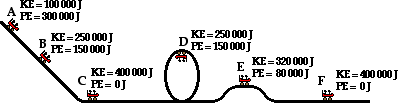 A
KE = 100 000 J
PE = 300 000 J
B
KE = 250 000 J
PE = 150 000 J
C
KE = 400 000 J
PE = 0 J
D
KE = 250 000 J
PE = 150 000 J
E
KE = 320 000 J
PE = 80 000 J
F
KE = 400 000 J
PE = 0 J